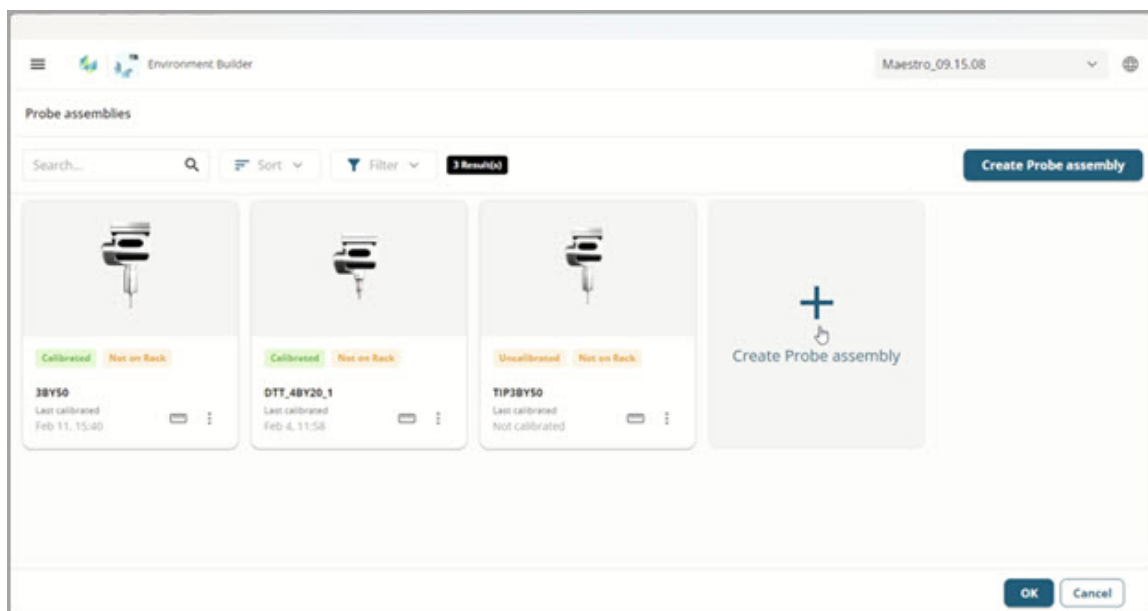 Environment Builder
Maestro_09.15.08
Probe assemblies
Search...
Sort
Filter
3 Result(s)
Create Probe assembly
Calibrated
Not on Rack
3BY50
Last calibrated
Feb 11, 15:40
Calibrated
Not on Rack
DTT_4BY20_1
Last calibrated
Feb 4, 11:58
Uncalibrated
Not on Rack
TIP3BY50
Last calibrated
Not calibrated
Create Probe assembly
OK
Cancel